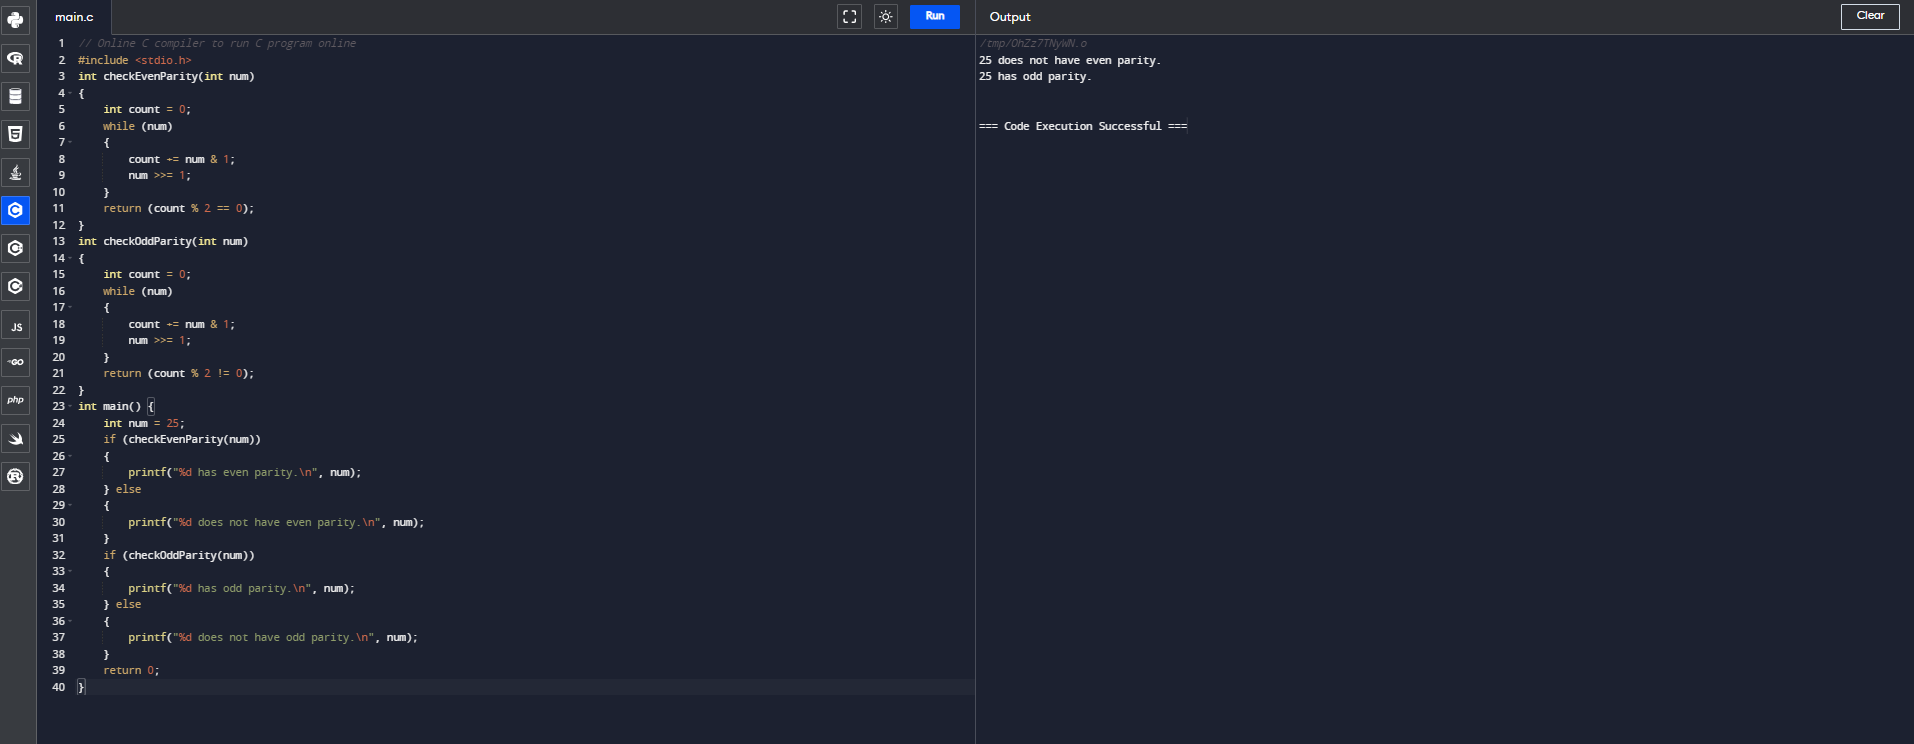 main.c
Run
Output
Clear
1 // Online C compiler to run C program online
2 #include <stdio.h>
3 int checkEvenParity(int num)
4 {
5     int count = 0;
6     while (num)
7     {
8         count += num & 1;
9         num >>= 1;
10     }
11     return (count % 2 == 0);
12 }
13 int checkOddParity(int num)
14 {
15     int count = 0;
16     while (num)
17     {
18         count += num & 1;
19         num >>= 1;
20     }
21     return (count % 2 != 0);
22 }
23 int main() {
24     int num = 25;
25     if (checkEvenParity(num))
26     {
27         printf("%d has even parity.\n", num);
28     } else
29     {
30         printf("%d does not have even parity.\n", num);
31     }
32     if (checkOddParity(num))
33     {
34         printf("%d has odd parity.\n", num);
35     } else
36     {
37         printf("%d does not have odd parity.\n", num);
38     }
39     return 0;
40 }
/tmp/OhZz7TNyWN.o
25 does not have even parity.
25 has odd parity.
=== Code Execution Successful ===
JS
GO
php